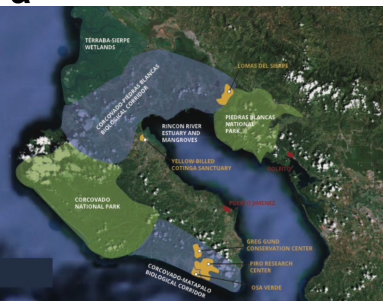 TÉRRABA-SIERPE
WETLANDS
LOMAS DEL SIERPE
CORCOVADO-PIEDRAS BLANCAS
BIOLOGICAL CORRIDOR
RINCON RIVER
ESTUARY AND
MANGROVES
PIEDRAS BLANCAS
NATIONAL
PARK
YELLOW-BILLED
COTINGA SANCTUARY
GOLFITO
CORCOVADO
NATIONAL PARK
PUERTO JIMENEZ
GREG GUND
CONSERVATION CENTER
PIRO RESEARCH
CENTER
OSA VERDE
CORCOVADO-MATAPALO
BIOLOGICAL CORRIDOR